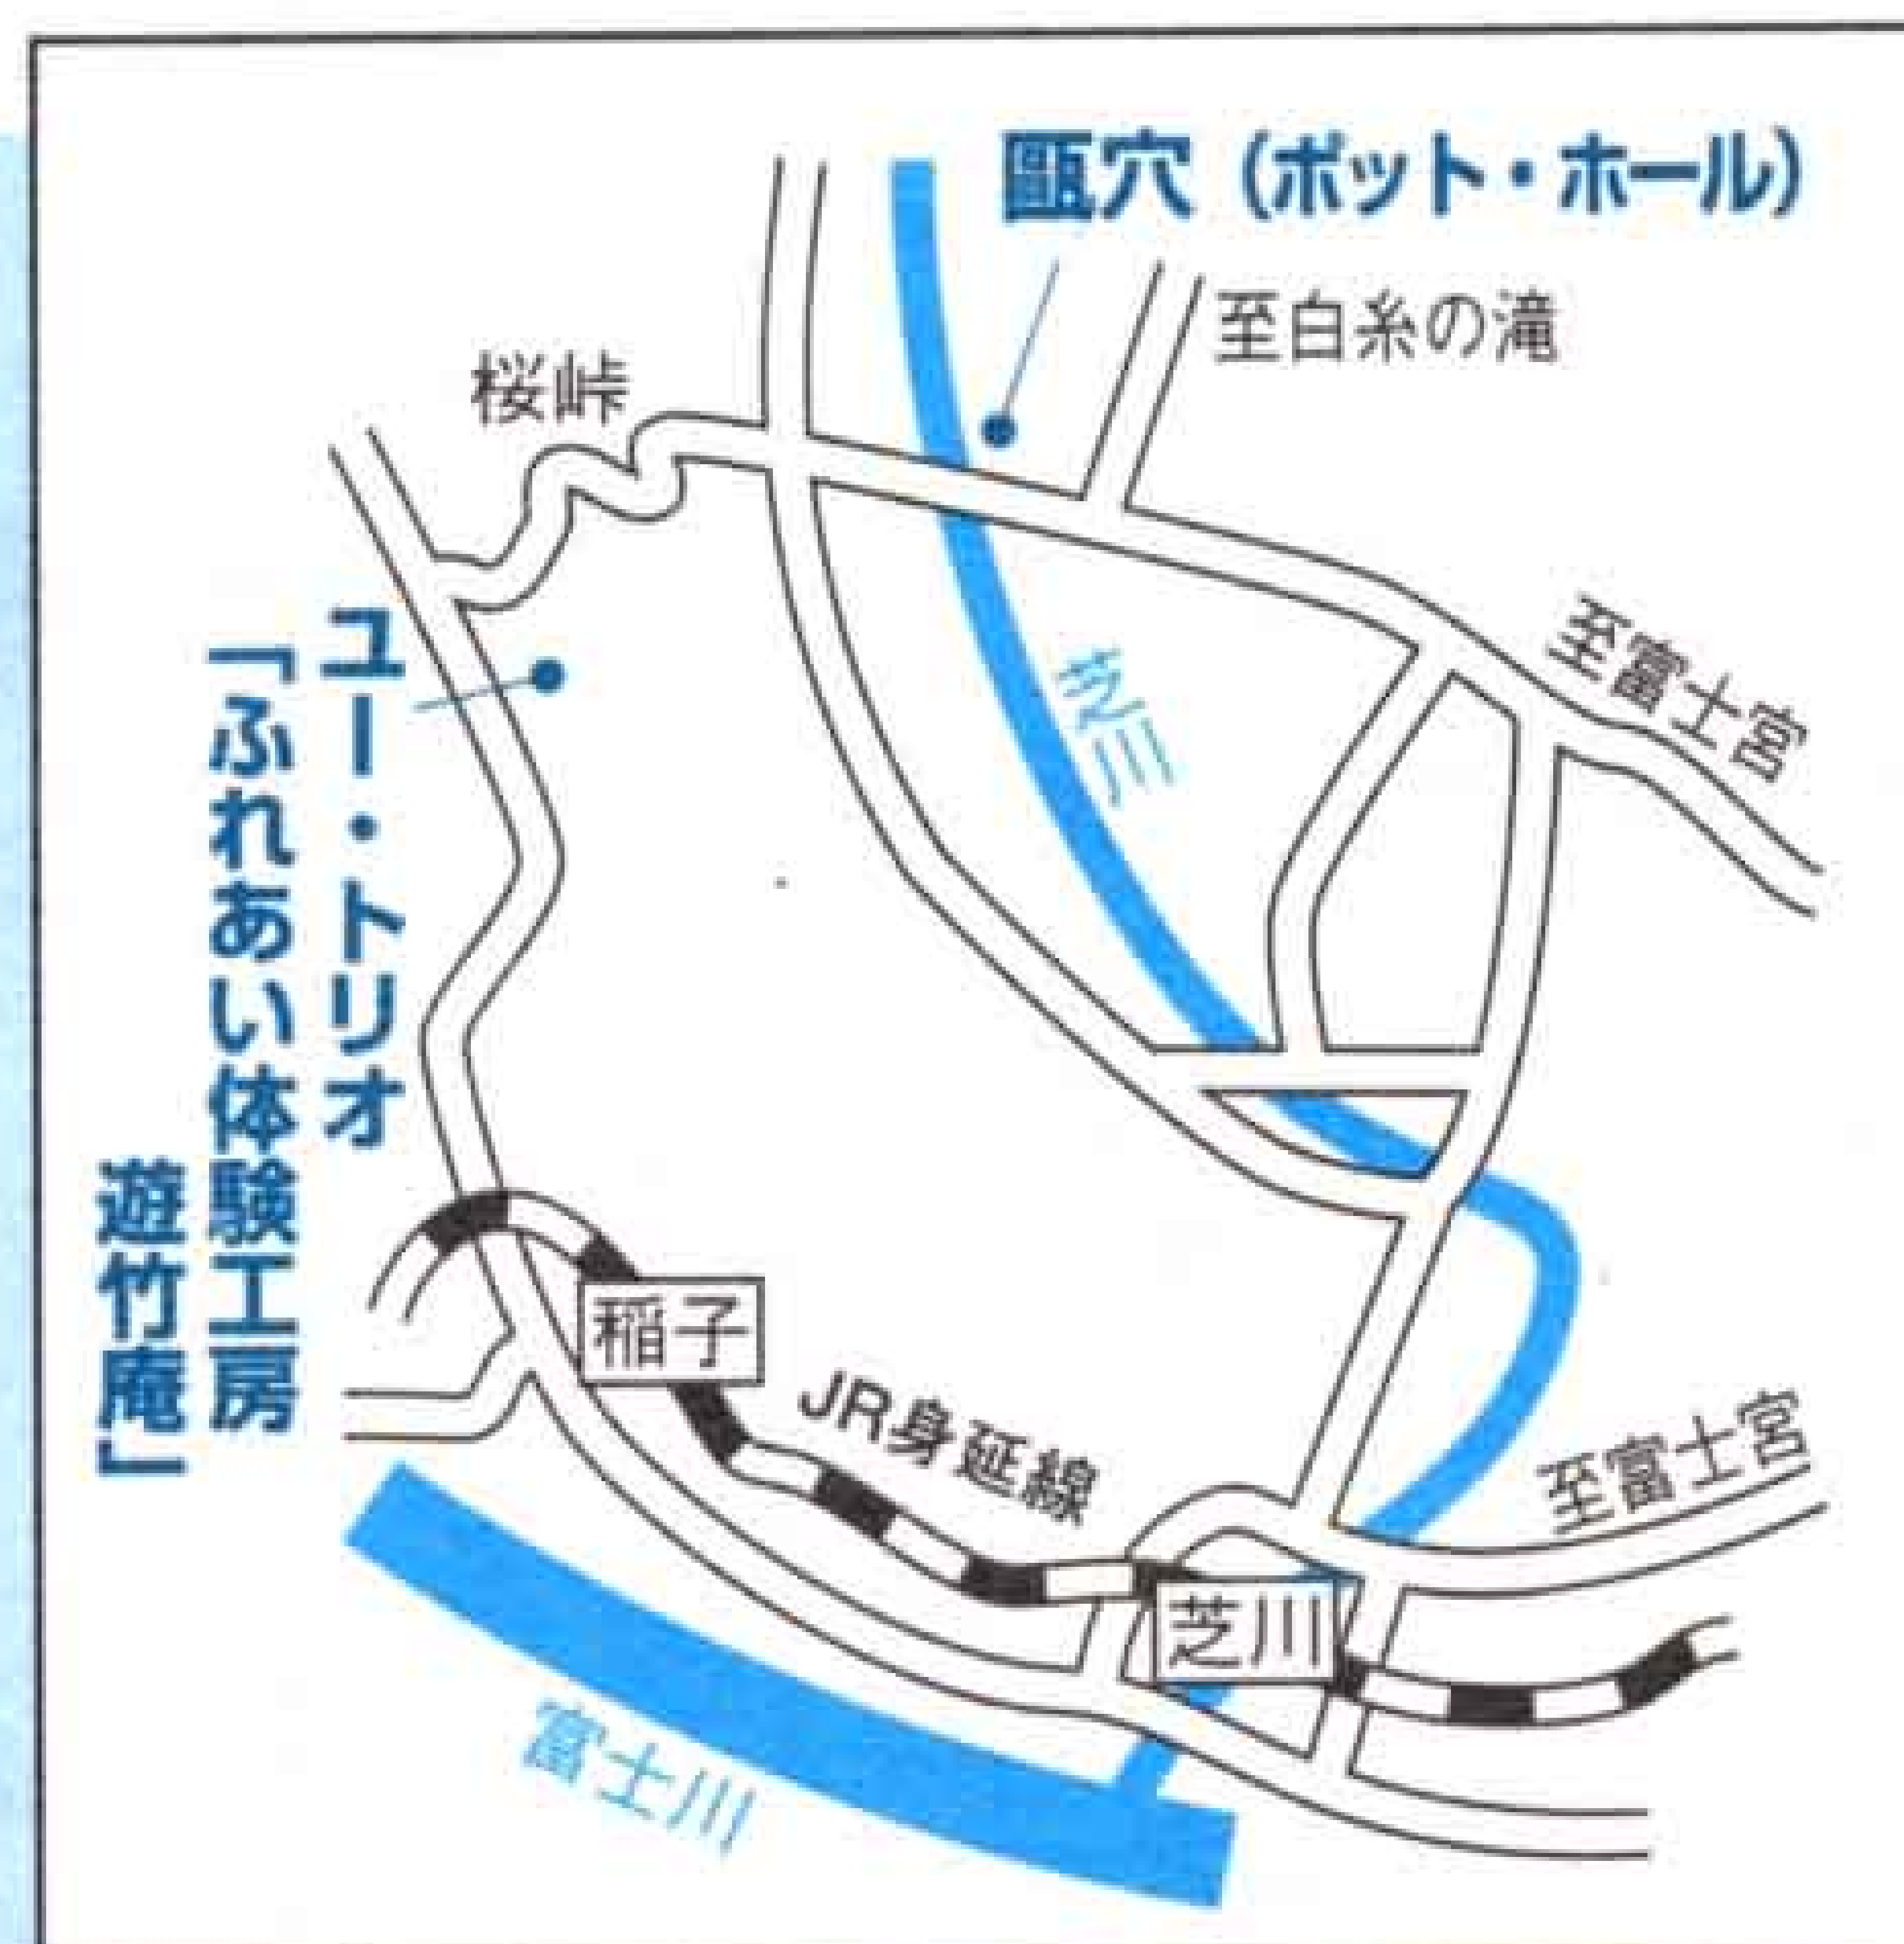 甌穴（ポット・ホール）
至白糸の滝
桜峠
至富士宮
芝川
ユー・トリオ
「ふれあい体験工房
遊竹庵」
稲子
JR身延線
至富士宮
芝川
富士川